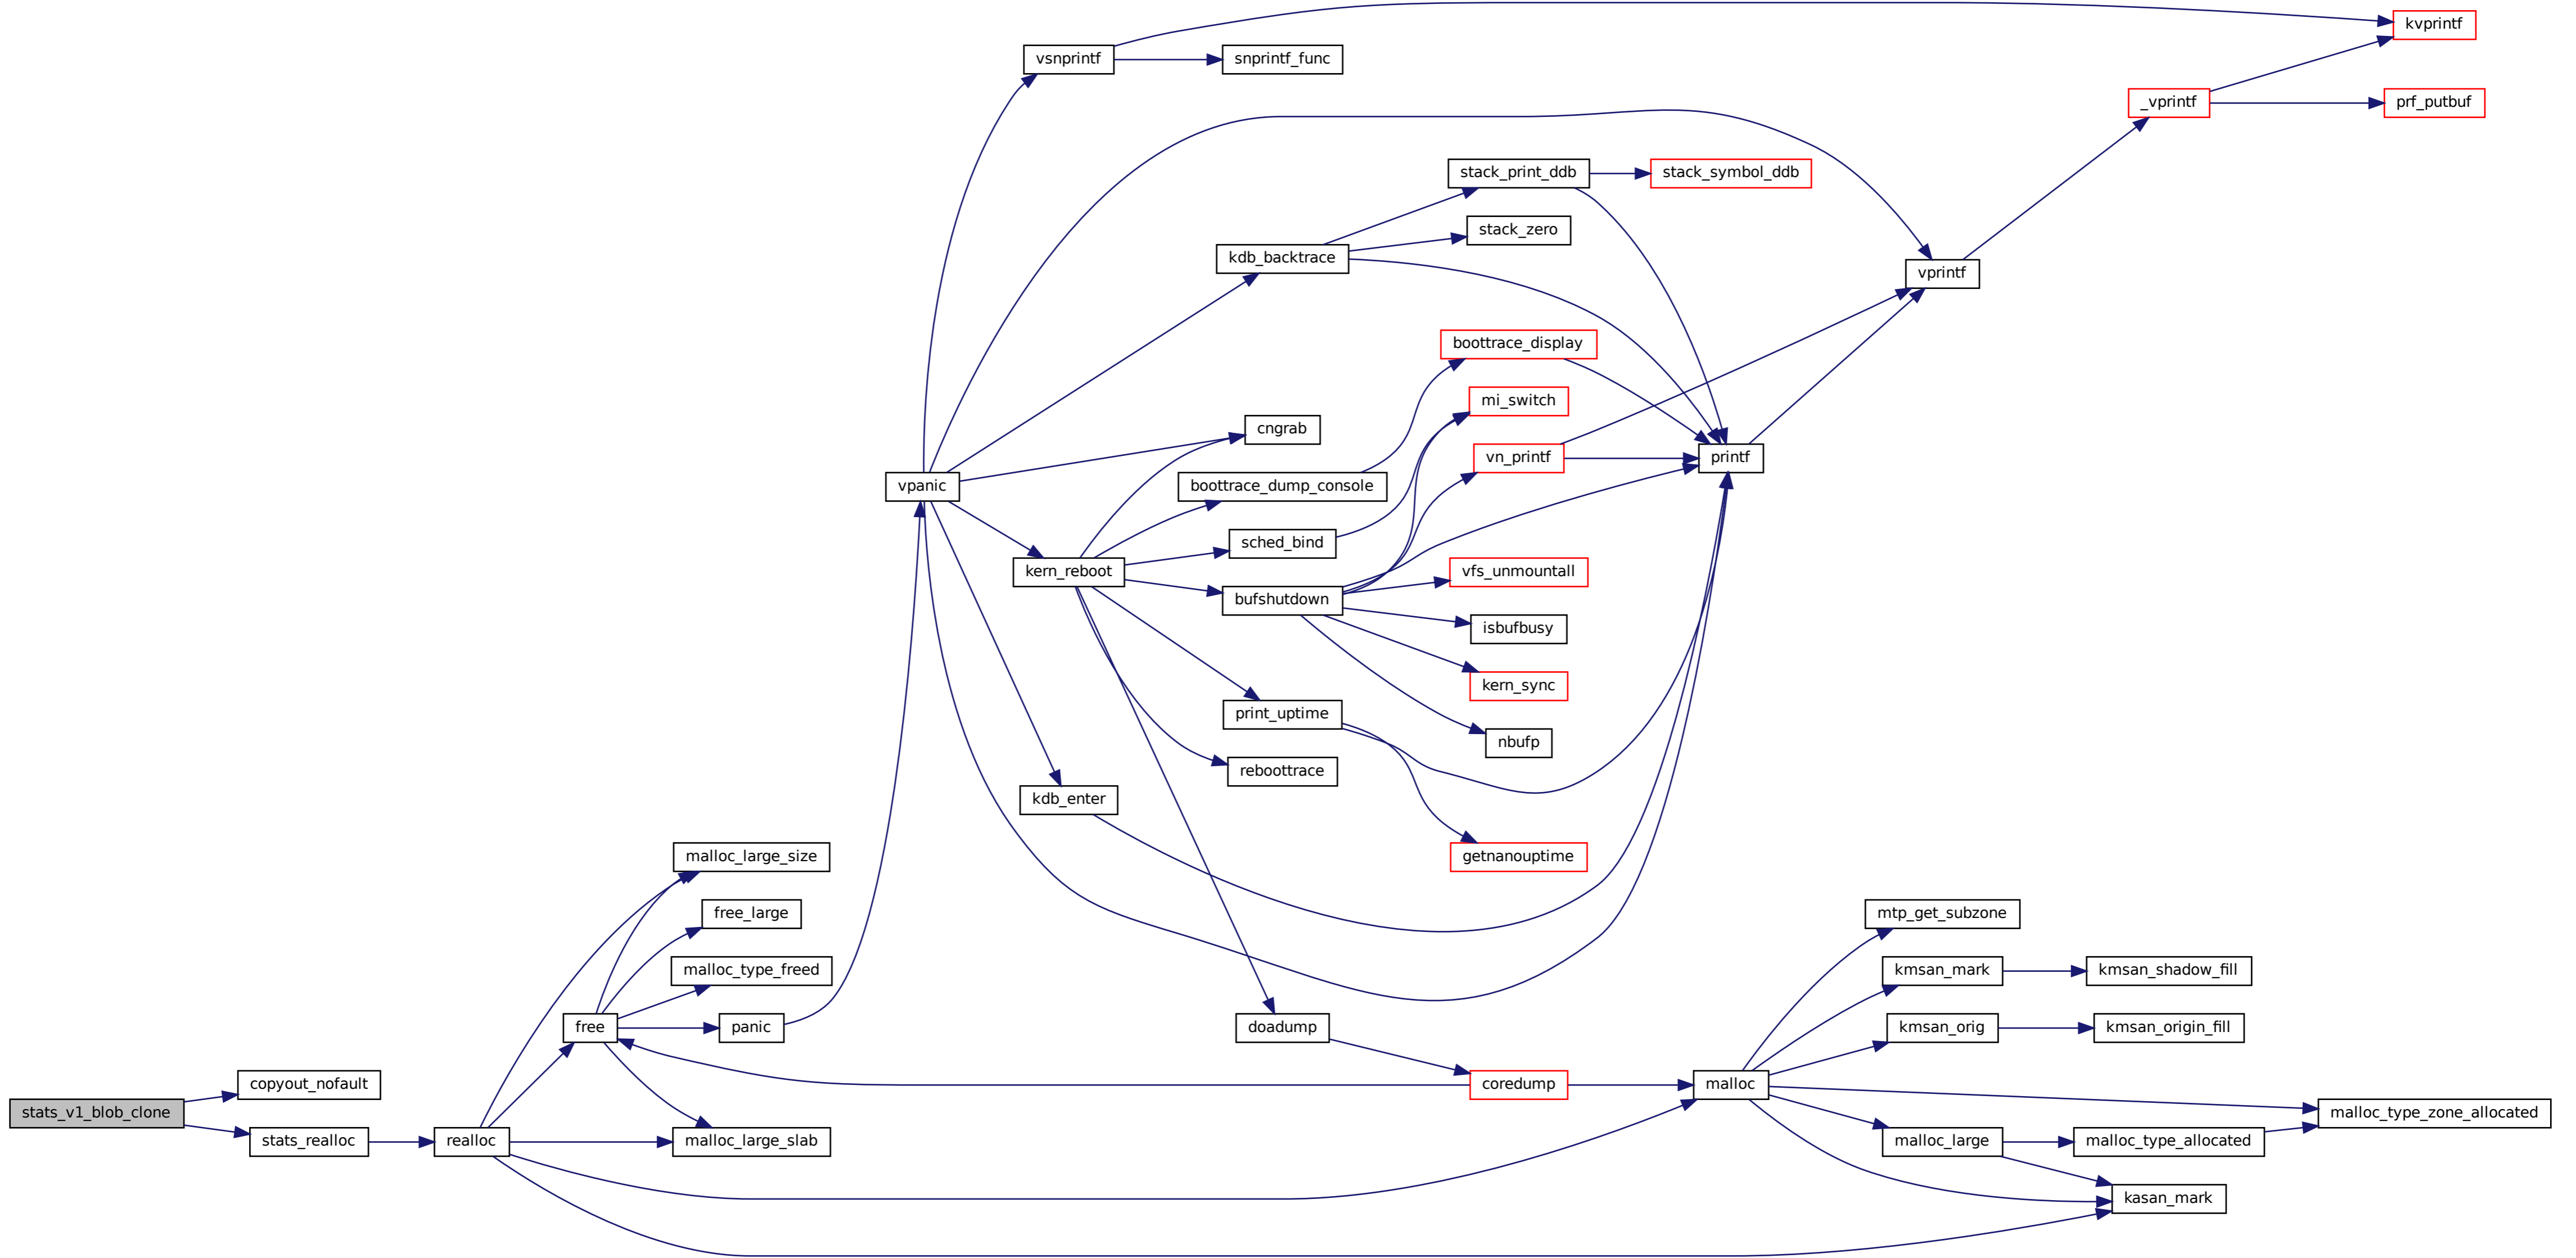 kvprintf
vsnprintf
snprintf_func
_vprintf
prf_putbuf
stack_print_ddb
stack_symbol_ddb
stack_zero
kdb_backtrace
vprintf
boottrace_display
mi_switch
cngrab
vn_printf
printf
vpanic
boottrace_dump_console
sched_bind
kern_reboot
vfs_unmountall
bufshutdown
isbufbusy
kern_sync
print_uptime
nbufp
reboottrace
kdb_enter
malloc_large_size
getnanouptime
free_large
mtp_get_subzone
malloc_type_freed
kmsan_mark
kmsan_shadow_fill
free
panic
doadump
kmsan_orig
kmsan_origin_fill
copyout_nofault
coredump
malloc
stats_v1_blob_clone
malloc_type_zone_allocated
stats_realloc
realloc
malloc_large_slab
malloc_large
malloc_type_allocated
kasan_mark